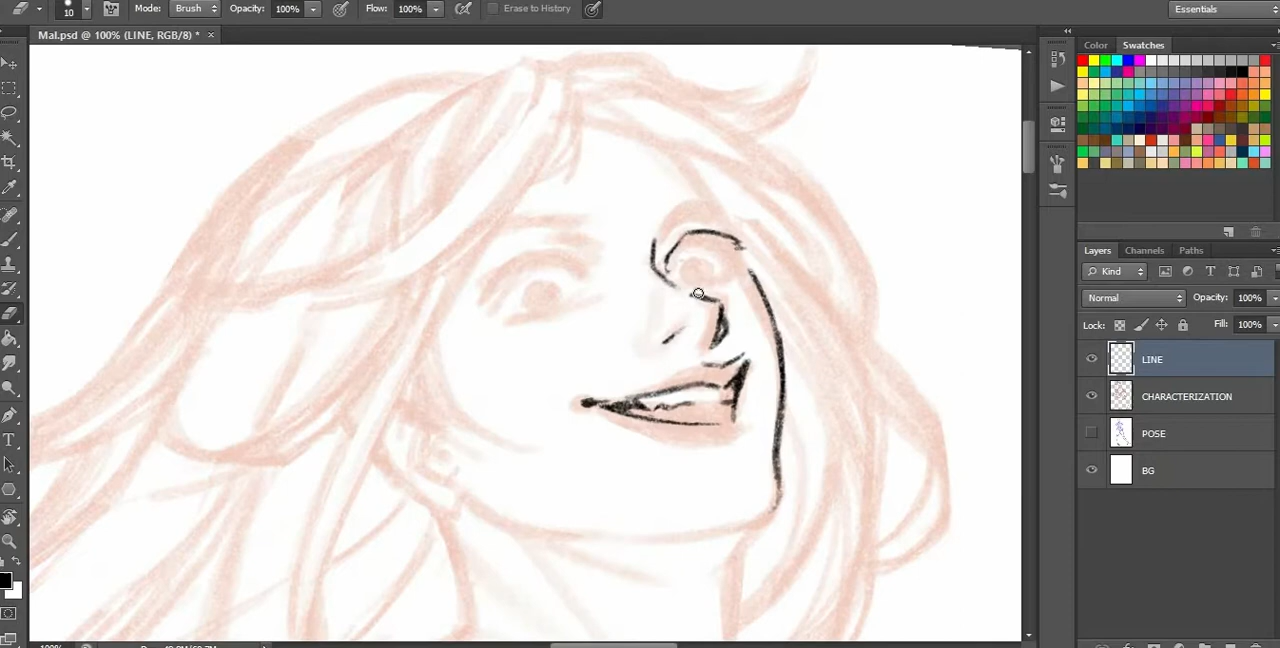 10 Mode: Brush Opacity: 100% Flow: 100% Erase to History Essentials
Mal.psd @ 100% (LINE, RGB/8) *
Color Swatches
Layers Channels Paths
Kind
Normal Opacity: 100%
Lock: Fill: 100%
LINE
CHARACTERIZATION
POSE
BG